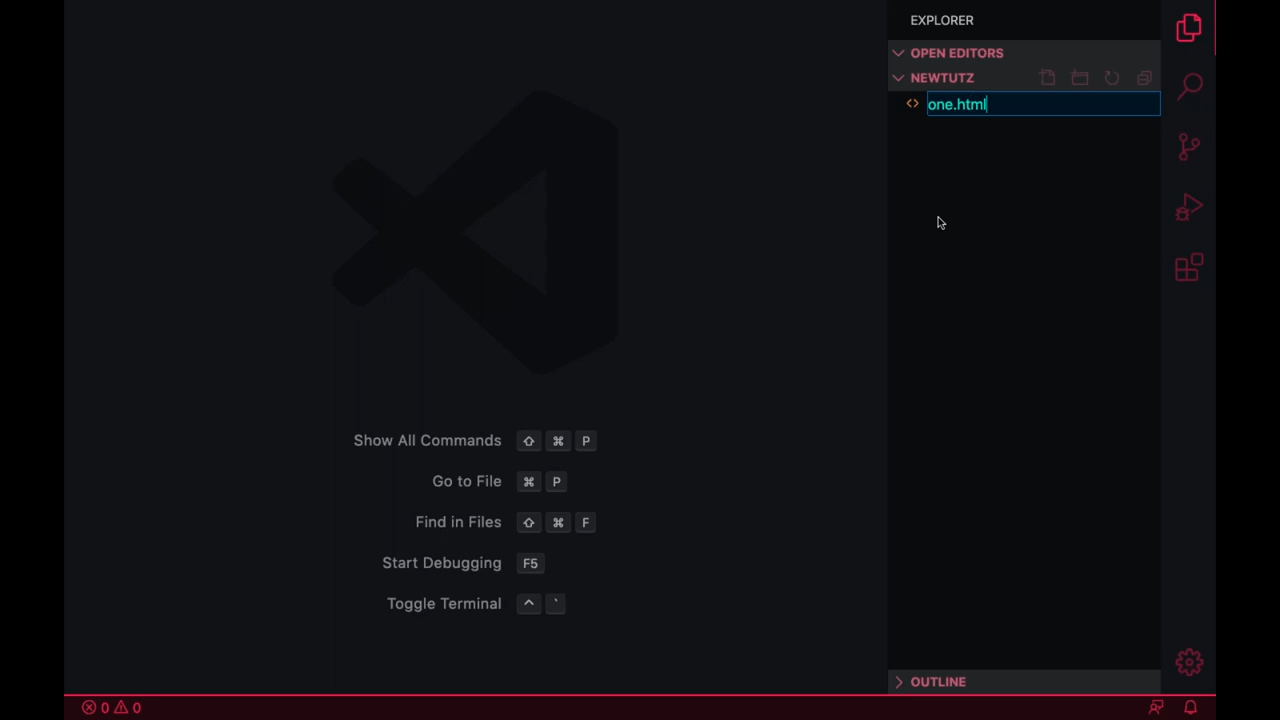 EXPLORER
OPEN EDITORS
NEWTUTZ
<> one.html
Show All Commands ⇧ ⌘ P
Go to File ⌘ P
Find in Files ⇧ ⌘ F
Start Debugging F5
Toggle Terminal ^ `
OUTLINE
0 0